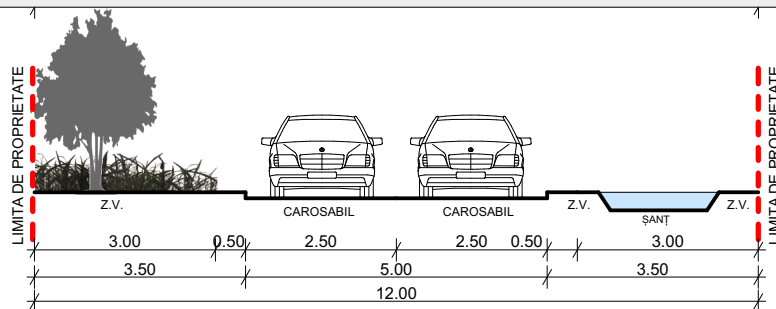 LIMITA DE PROPRIETATE
LIMITA DE PROPRIETATE
Z.V.
CAROSABIL
CAROSABIL
Z.V.
ȘANȚ
Z.V.
3.00 0.50 2.50 2.50 0.50 3.00
3.50 5.00 3.50
12.00